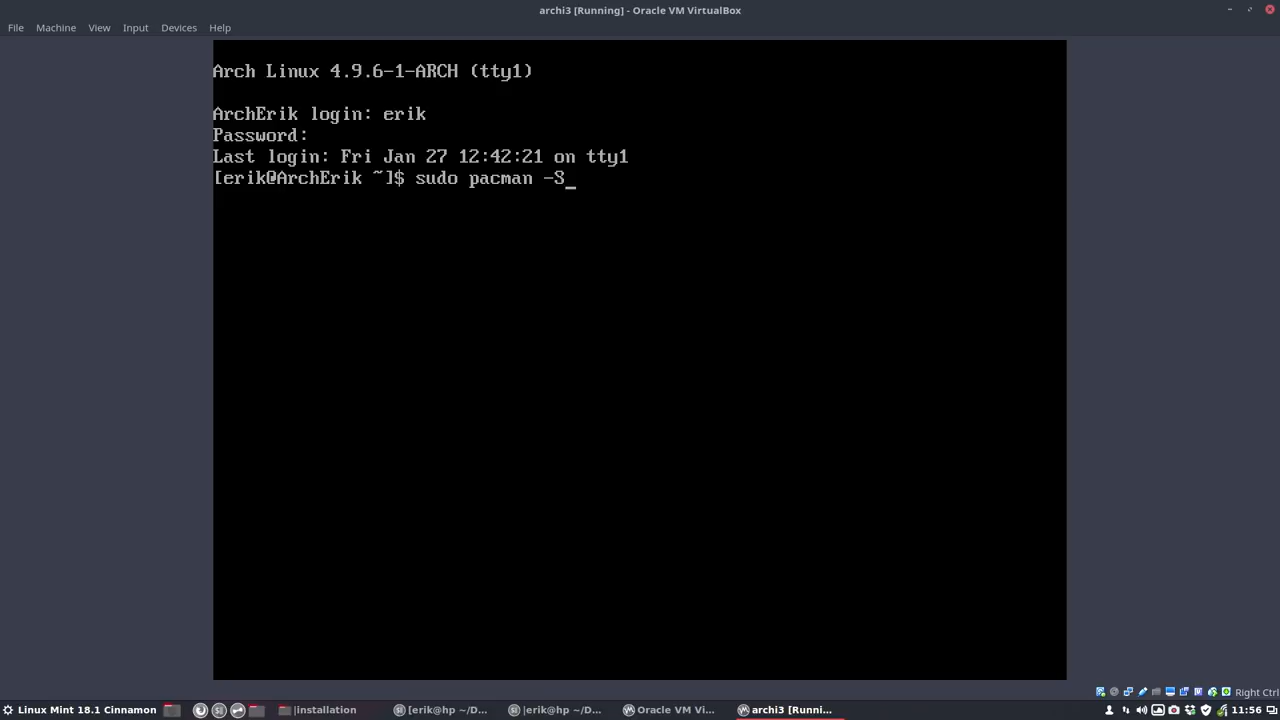 archi3 [Running] - Oracle VM VirtualBox
File Machine View Input Devices Help
Arch Linux 4.9.6-1-ARCH (tty1)
ArchErik login: erik
Password:
Last login: Fri Jan 27 12:42:21 on tty1
[erik@ArchErik ~]$ sudo pacman -S_
Right Ctrl
Linux Mint 18.1 Cinnamon |installation [erik@hp ~/D... |erik@hp ~/D... Oracle VM Vi... archi3 [Runni... 11:56